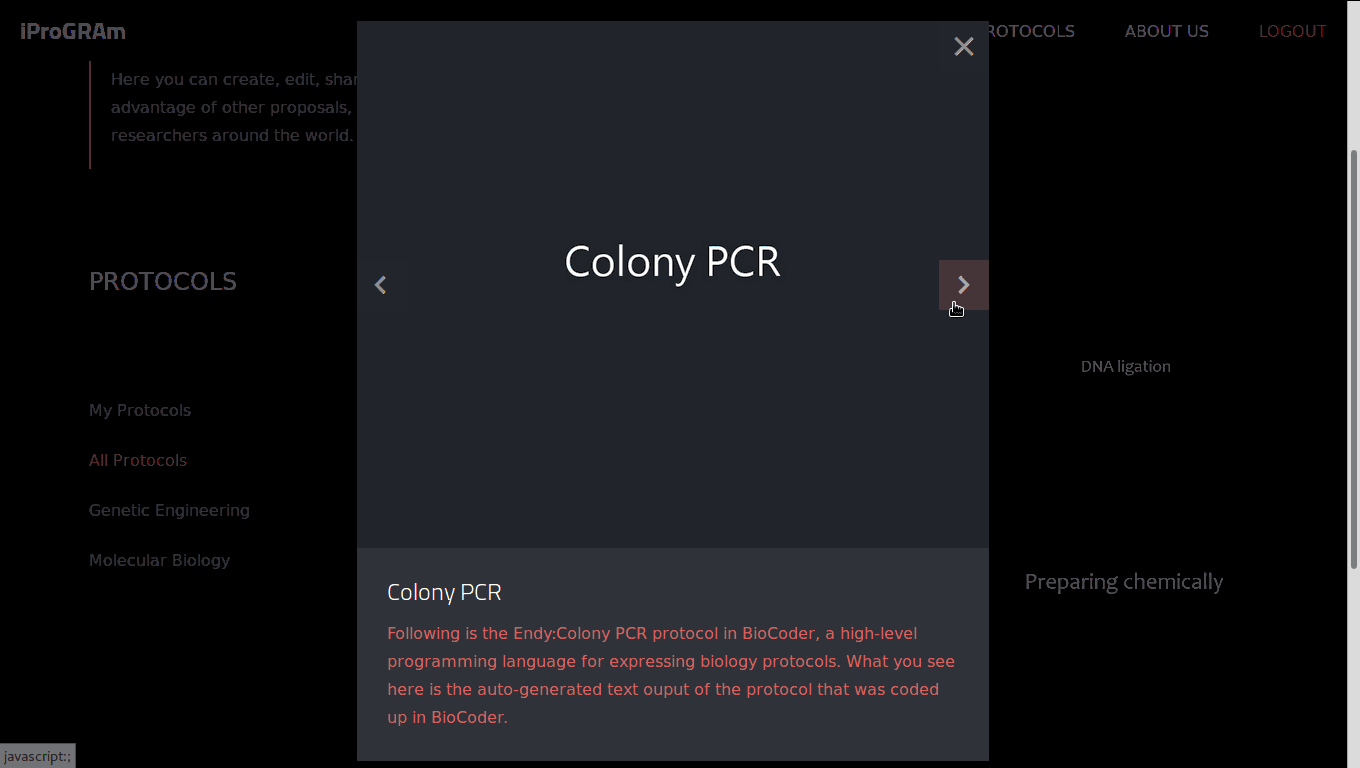 iProGRAm
ROTOCOLS
ABOUT US
LOGOUT
Here you can create, edit, shar
advantage of other proposals,
researchers around the world.
PROTOCOLS
My Protocols
All Protocols
Genetic Engineering
Molecular Biology
Colony PCR
DNA ligation
Preparing chemically
Colony PCR
Following is the Endy:Colony PCR protocol in BioCoder, a high-level
programming language for expressing biology protocols. What you see
here is the auto-generated text ouput of the protocol that was coded
up in BioCoder.
javascript:;